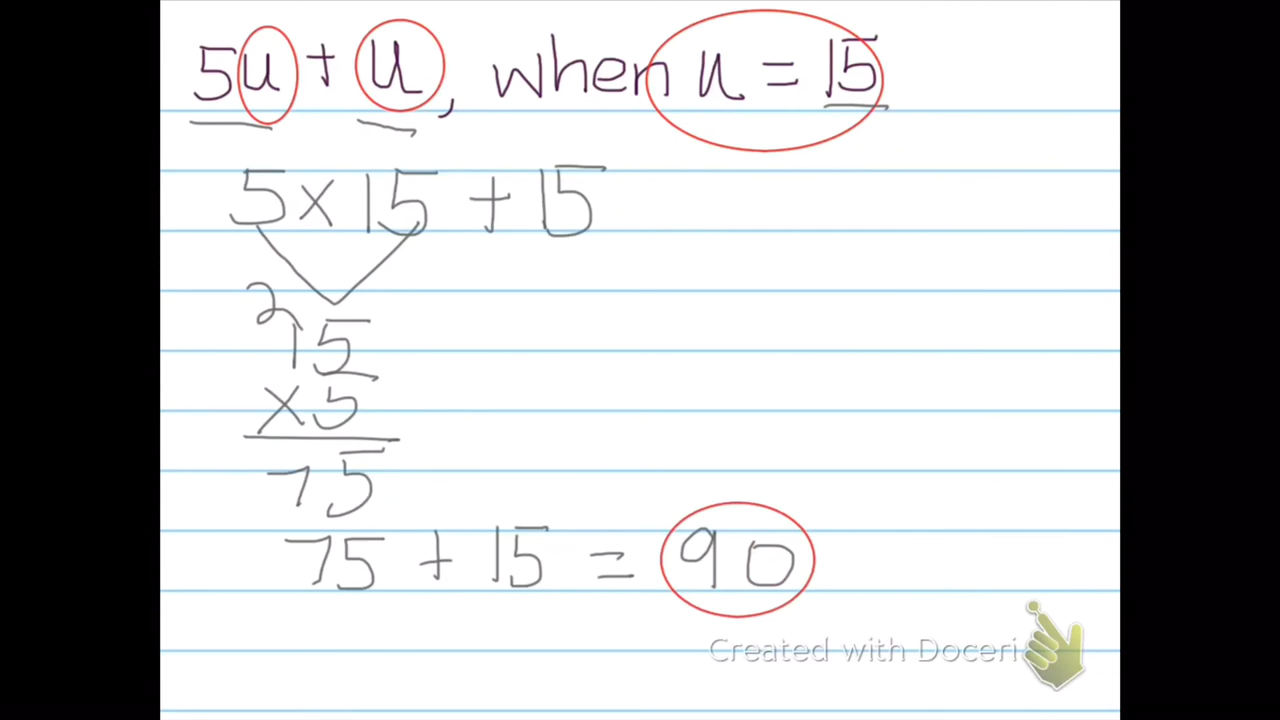 5u + u, when u = 15
5 × 15 + 15
2
15
× 5
75
75 + 15 = 90
Created with Doceri